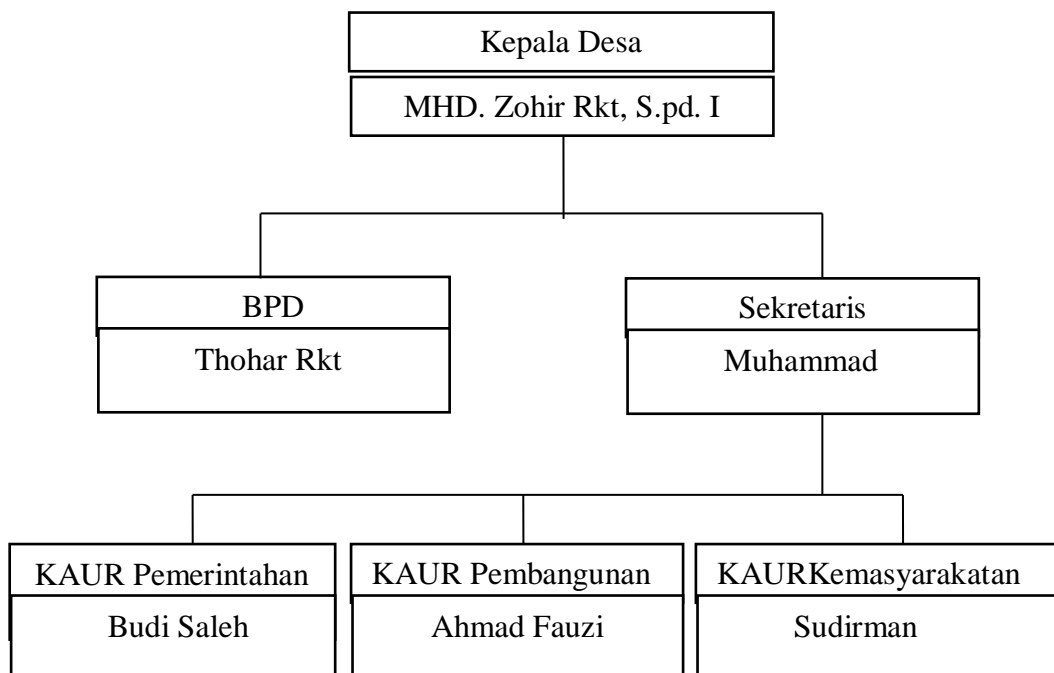 Kepala Desa
MHD. Zohir Rkt, S.pd. I
BPD
Thohar Rkt
Sekretaris
Muhammad
KAUR Pemerintahan
Budi Saleh
KAUR Pembangunan
Ahmad Fauzi
KAURKemasyarakatan
Sudirman